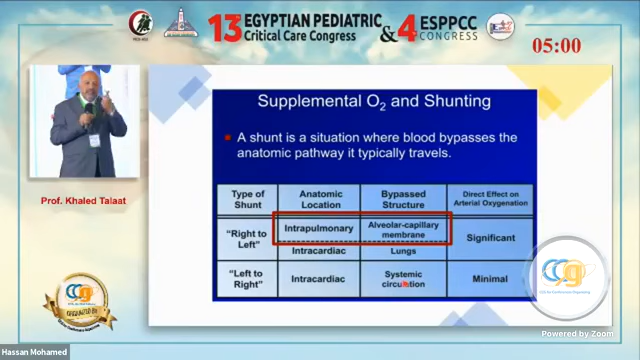 13 EGYPTIAN PEDIATRIC
Critical Care Congress
& 4 ESPPCC
CONGRESS
05:00
Supplemental O₂ and Shunting
A shunt is a situation where blood bypasses the
anatomic pathway it typically travels.
Type of
Shunt
Anatomic
Location
Bypassed
Structure
Direct Effect on
Arterial Oxygenation
"Right to
Left"
Intrapulmonary
Alveolar-capillary
membrane
Significant
Intracardiac
Lungs
"Left to
Right"
Intracardiac
Systemic
circulation
Minimal
Prof. Khaled Talaat
Powered by Zoom
Hassan Mohamed